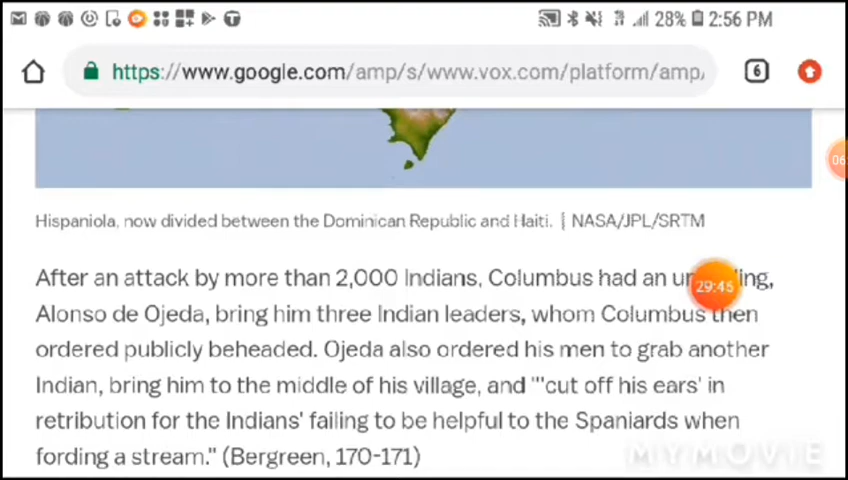 28% 2:56 PM
https://www.google.com/amp/s/www.vox.com/platform/amp/
6
06
Hispaniola, now divided between the Dominican Republic and Haiti. | NASA/JPL/SRTM
After an attack by more than 2,000 Indians, Columbus had an
29:46
Alonso de Ojeda, bring him three Indian leaders, whom Columbus then
ordered publicly beheaded. Ojeda also ordered his men to grab another
Indian, bring him to the middle of his village, and "'cut off his ears' in
retribution for the Indians' failing to be helpful to the Spaniards when
fording a stream." (Bergreen, 170-171)
MYMOVIE